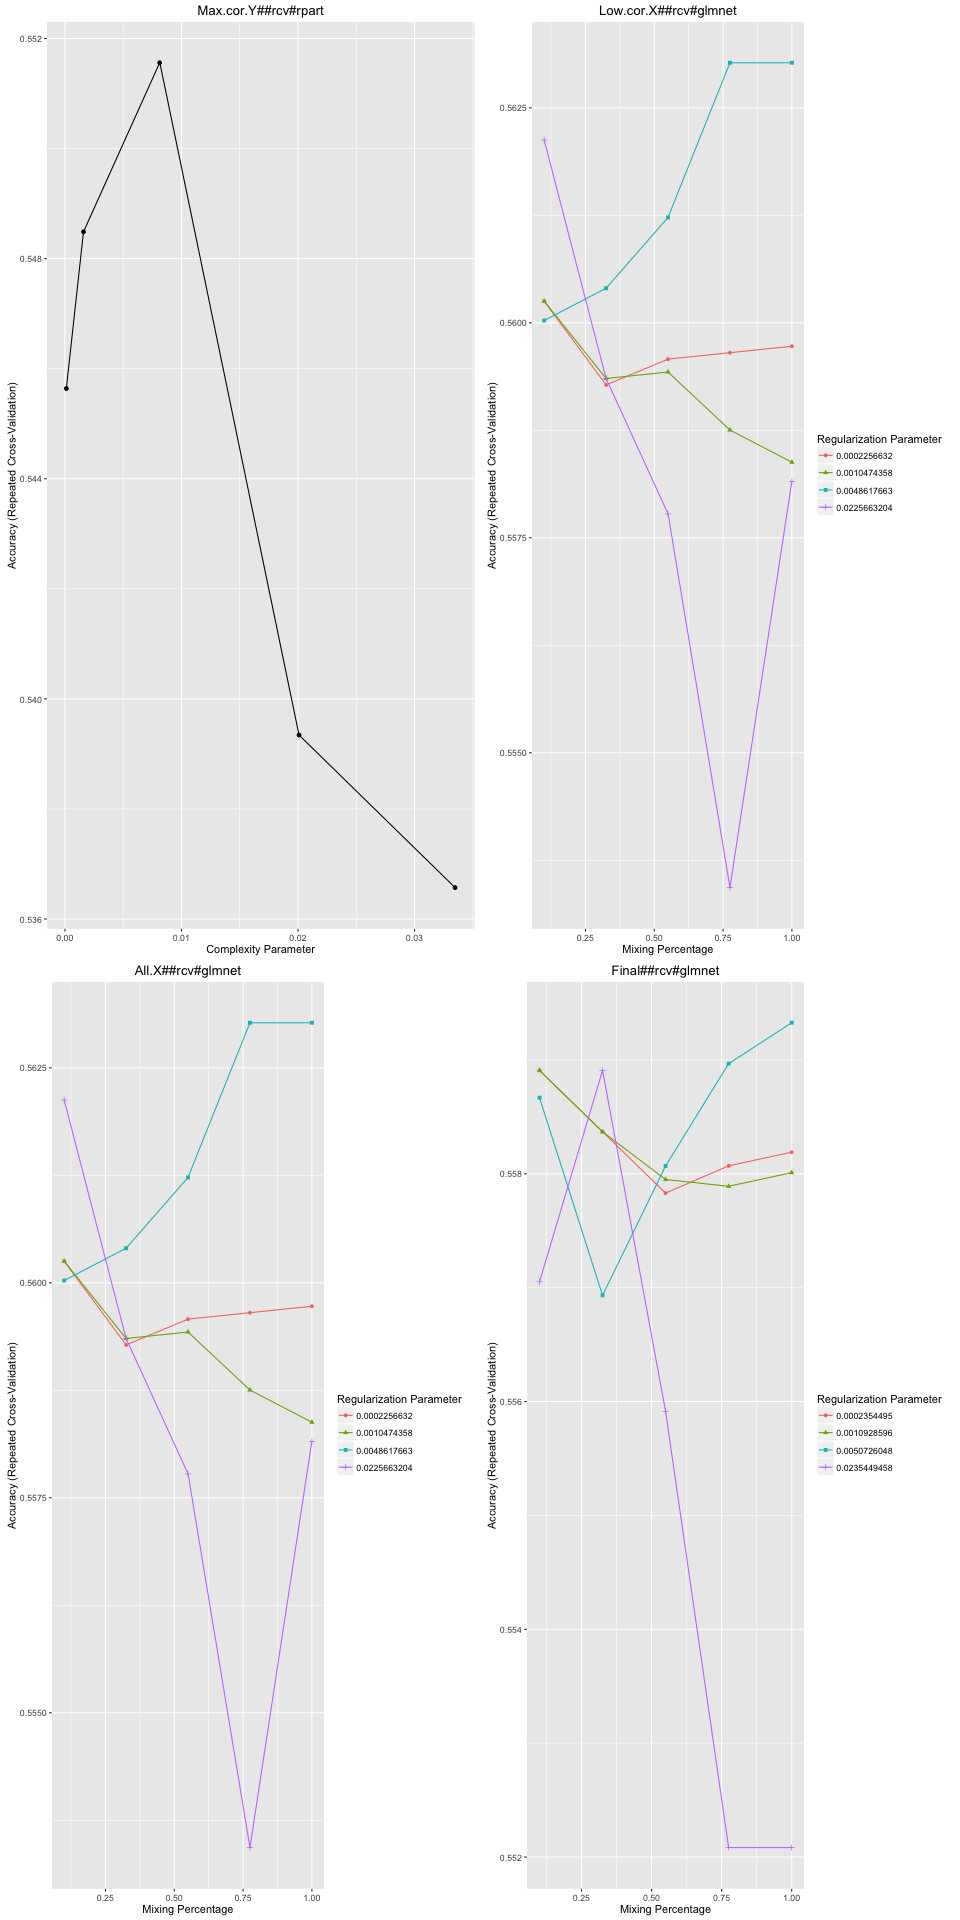 Max.cor.Y##rcv#rpart
Accuracy (Repeated Cross-Validation)
0.552
0.548
0.544
0.540
0.536
0.00 0.01 0.02 0.03
Complexity Parameter
Low.cor.X##rcv#glmnet
Accuracy (Repeated Cross-Validation)
0.5625
0.5600
0.5575
0.5550
0.25 0.50 0.75 1.00
Mixing Percentage
Regularization Parameter
0.0002256632
0.0010474358
0.0048617663
0.0225663204
All.X##rcv#glmnet
Accuracy (Repeated Cross-Validation)
0.5625
0.5600
0.5575
0.5550
0.25 0.50 0.75 1.00
Mixing Percentage
Regularization Parameter
0.0002256632
0.0010474358
0.0048617663
0.0225663204
Final##rcv#glmnet
Accuracy (Repeated Cross-Validation)
0.558
0.556
0.554
0.552
0.25 0.50 0.75 1.00
Mixing Percentage
Regularization Parameter
0.0002354495
0.0010928596
0.0050726048
0.0235449458